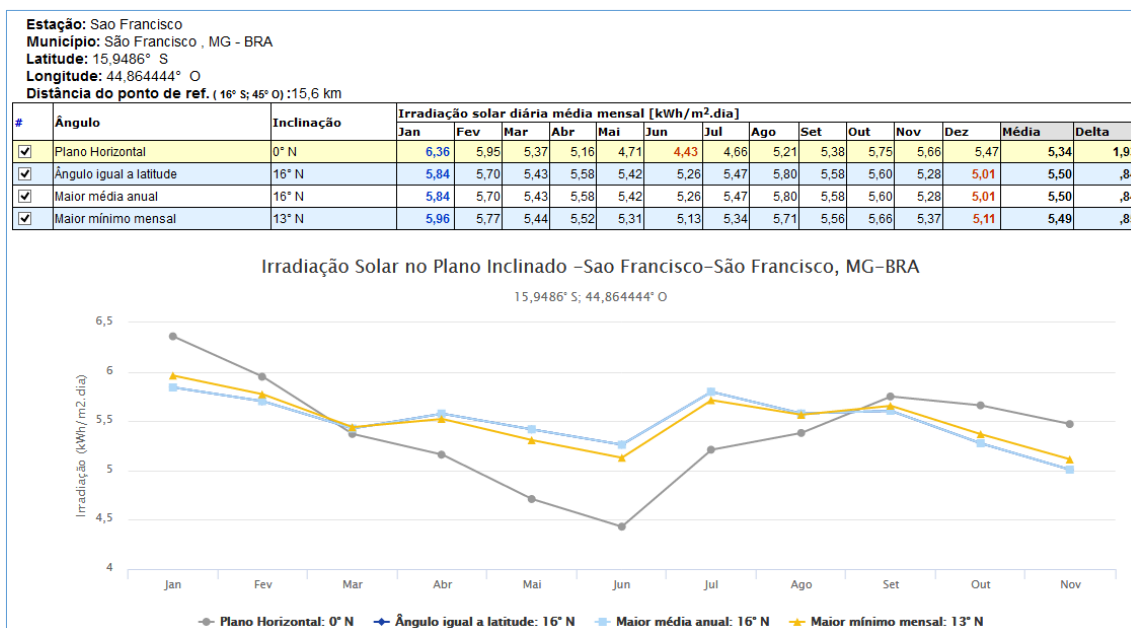 Estação: Sao Francisco
Município: São Francisco , MG - BRA
Latitude: 15,9486° S
Longitude: 44,864444° O
Distância do ponto de ref. ( 16° S; 45° O) :15,6 km
# Ângulo Inclinação Irradiação solar diária média mensal [kWh/m².dia]
Jan Fev Mar Abr Mai Jun Jul Ago Set Out Nov Dez Média Delta
Plano Horizontal 0° N 6,36 5,95 5,37 5,16 4,71 4,43 4,66 5,21 5,38 5,75 5,66 5,47 5,34 1,9
Ângulo igual a latitude 16° N 5,84 5,70 5,43 5,58 5,42 5,26 5,47 5,80 5,58 5,60 5,28 5,01 5,50 ,8
Maior média anual 16° N 5,84 5,70 5,43 5,58 5,42 5,26 5,47 5,80 5,58 5,60 5,28 5,01 5,50 ,8
Maior mínimo mensal 13° N 5,96 5,77 5,44 5,52 5,31 5,13 5,34 5,71 5,56 5,66 5,37 5,11 5,49 ,8
Irradiação Solar no Plano Inclinado –Sao Francisco–São Francisco, MG–BRA
15,9486° S; 44,864444° O
Irradiação (kWh/m2.dia)
6,5
6
5,5
5
4,5
4
Jan Fev Mar Abr Mai Jun Jul Ago Set Out Nov
Plano Horizontal: 0° N Ângulo igual a latitude: 16° N Maior média anual: 16° N Maior mínimo mensal: 13° N